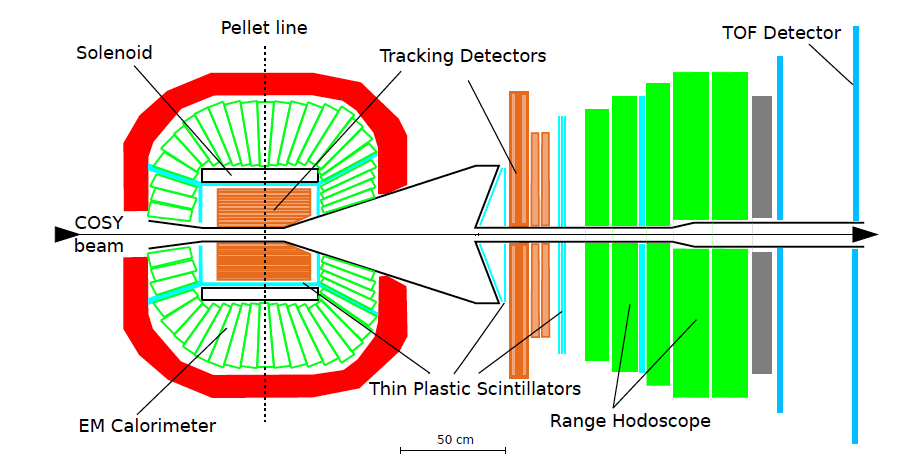 Pellet line
TOF Detector
Solenoid
Tracking Detectors
COSY
beam
Thin Plastic Scintillators
EM Calorimeter
Range Hodoscope
50 cm